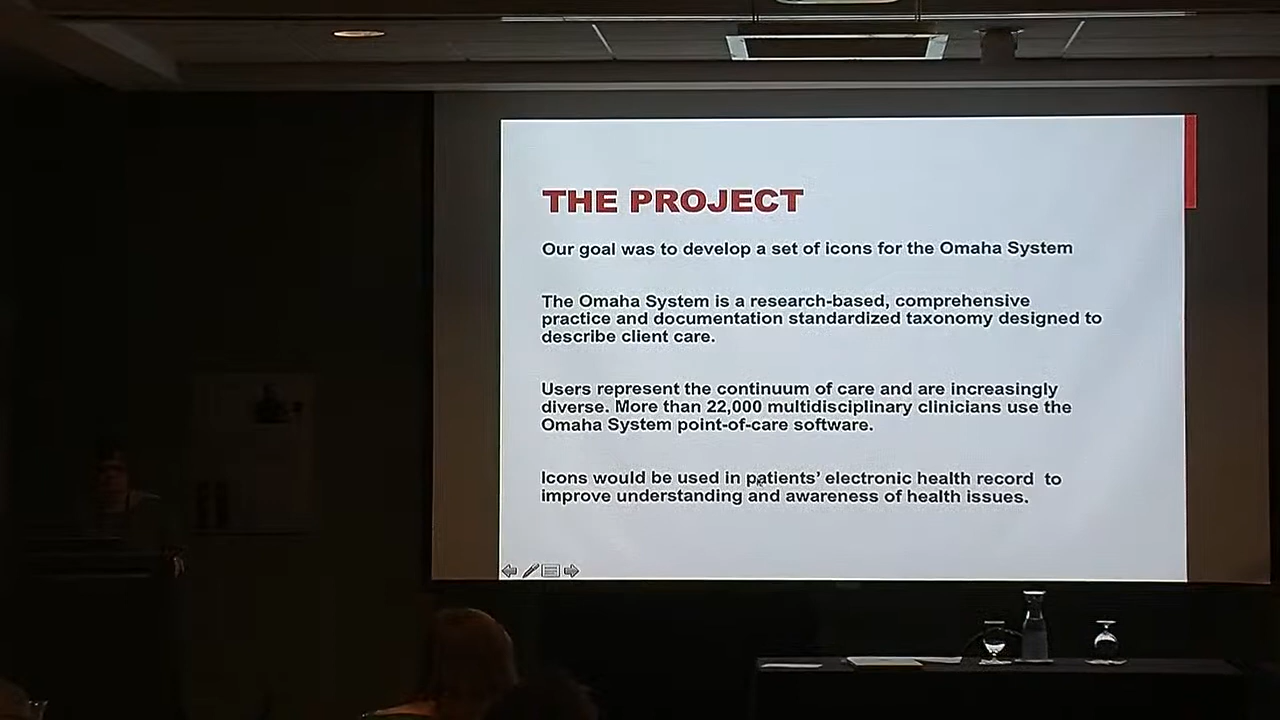 THE PROJECT
Our goal was to develop a set of icons for the Omaha System
The Omaha System is a research-based, comprehensive
practice and documentation standardized taxonomy designed to
describe client care.
Users represent the continuum of care and are increasingly
diverse. More than 22,000 multidisciplinary clinicians use the
Omaha System point-of-care software.
Icons would be used in patients’ electronic health record to
improve understanding and awareness of health issues.